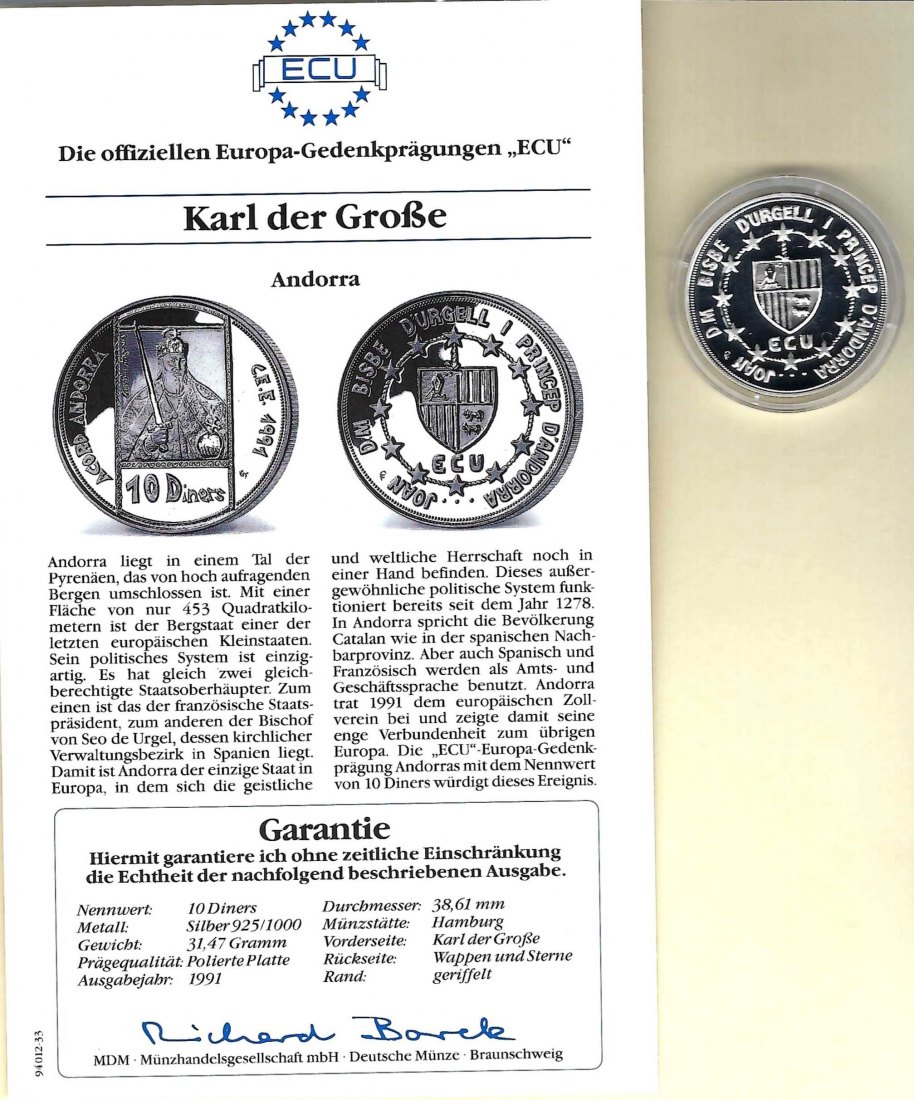 ECU
Die offiziellen Europa-Gedenkprägungen „ECU“
Karl der Große
Andorra
ACORD ANDORRA
C.E.E. 1991
G
10 Diners
JOAN D.M BISBE D'URGELL I PRINCEP D'ANDORRA
ECU
G
Andorra liegt in einem Tal der
Pyrenäen, das von hoch aufragenden
Bergen umschlossen ist. Mit einer
Fläche von nur 453 Quadratkilo-
metern ist der Bergstaat einer der
letzten europäischen Kleinstaaten.
Sein politisches System ist einzig-
artig. Es hat gleich zwei gleich-
berechtigte Staatsoberhäupter. Zum
einen ist das der französische Staats-
präsident, zum anderen der Bischof
von Seo de Urgel, dessen kirchlicher
Verwaltungsbezirk in Spanien liegt.
Damit ist Andorra der einzige Staat in
Europa, in dem sich die geistliche
und weltliche Herrschaft noch in
einer Hand befinden. Dieses außer-
gewöhnliche politische System funk-
tioniert bereits seit dem Jahr 1278.
In Andorra spricht die Bevölkerung
Catalan wie in der spanischen Nach-
barprovinz. Aber auch Spanisch und
Französisch werden als Amts- und
Geschäftssprache benutzt. Andorra
trat 1991 dem europäischen Zoll-
verein bei und zeigte damit seine
enge Verbundenheit zum übrigen
Europa. Die „ECU“-Europa-Gedenk-
prägung Andorras mit dem Nennwert
von 10 Diners würdigt dieses Ereignis.
Garantie
Hiermit garantiere ich ohne zeitliche Einschränkung
die Echtheit der nachfolgend beschriebenen Ausgabe.
Nennwert: 10 Diners
Metall: Silber 925/1000
Gewicht: 31,47 Gramm
Prägequalität: Polierte Platte
Ausgabejahr: 1991
Durchmesser: 38,61 mm
Münzstätte: Hamburg
Vorderseite: Karl der Große
Rückseite: Wappen und Sterne
Rand: geriffelt
Richard Borek
MDM · Münzhandelsgesellschaft mbH · Deutsche Münze · Braunschweig
94012-33
JOAN D.M BISBE D'URGELL I PRINCEP D'ANDORRA
ECU
G